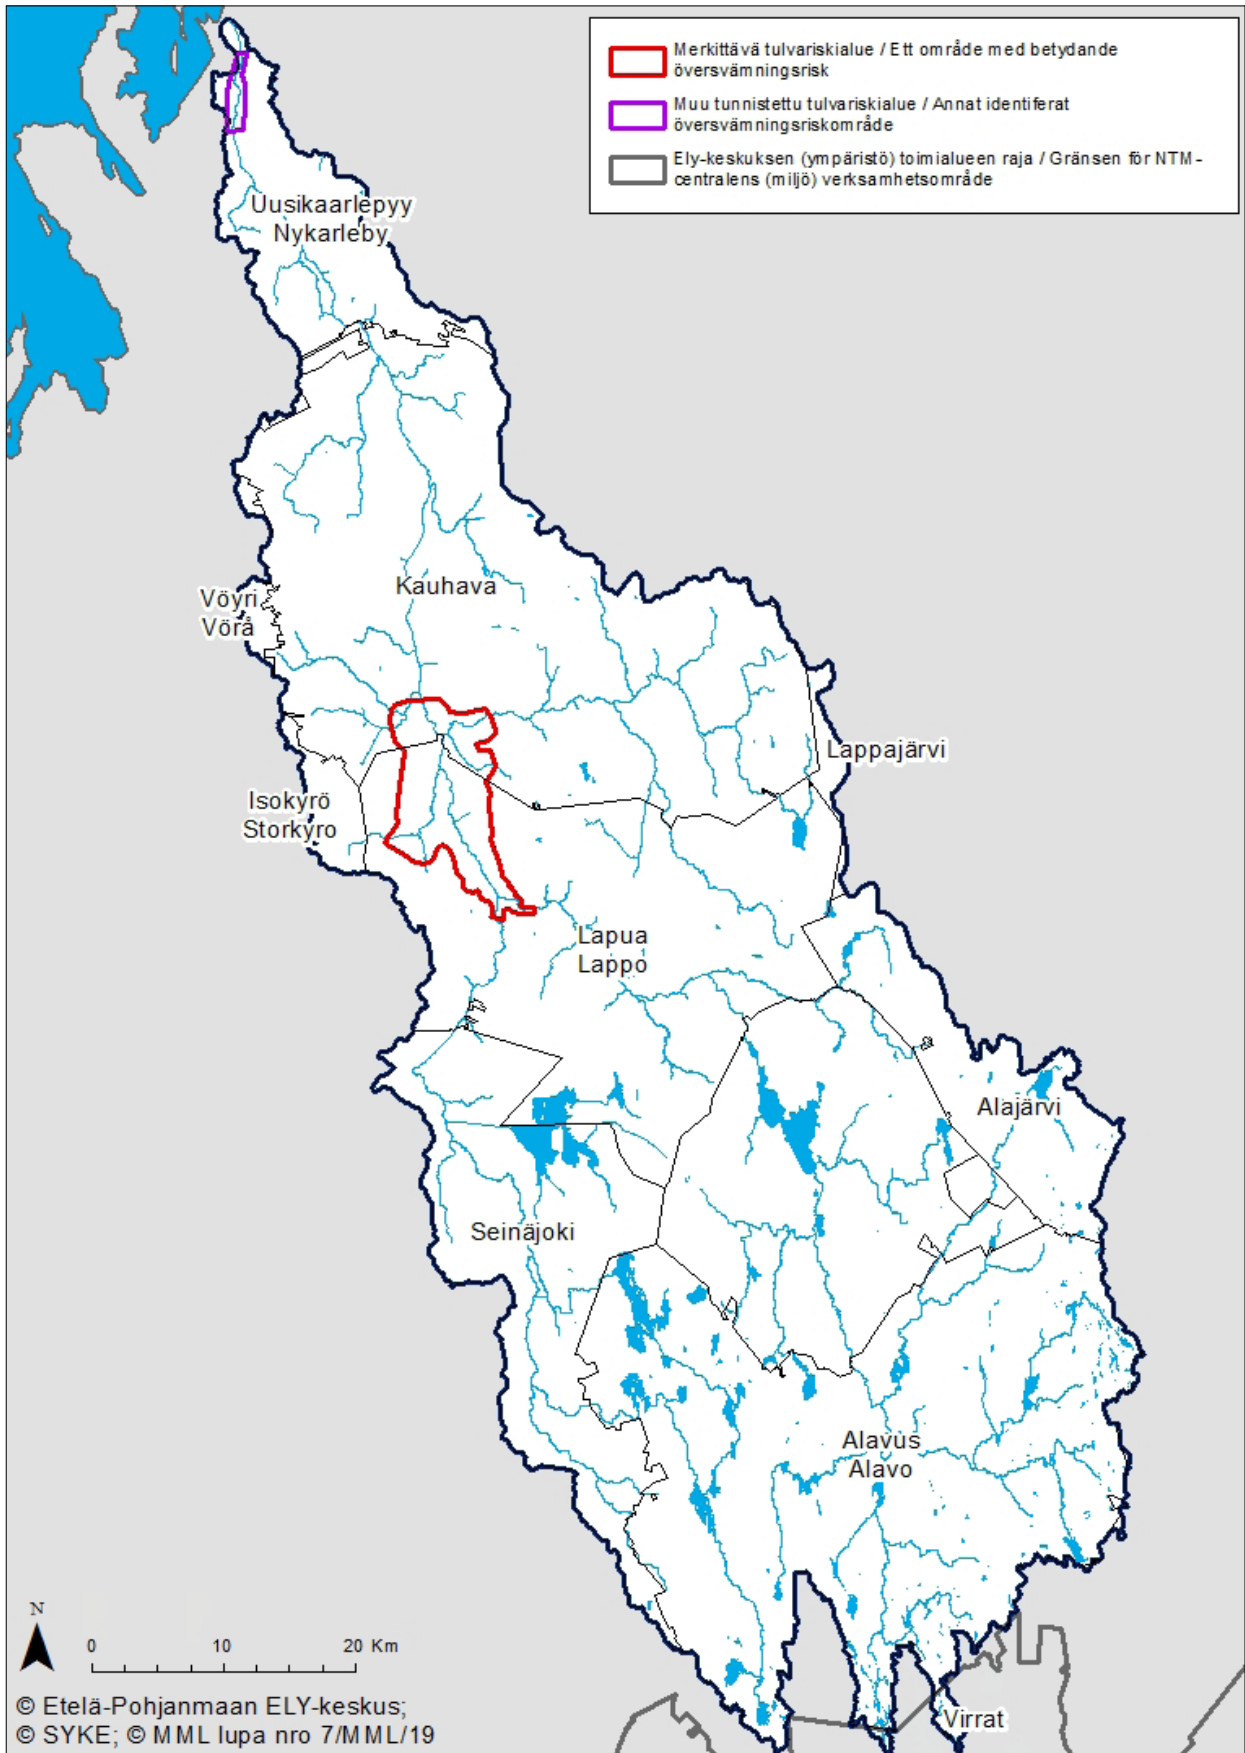 Merkittävä tulvariskialue / Ett område med betydande
översvämningsrisk
Muu tunnistettu tulvariskialue / Annat identiferat
översvämningsriskområde
Ely-keskuksen (ympäristö) toimialueen raja / Gränsen för NTM-
centralens (miljö) verksamhetsområde
Uusikaarlepyy
Nykarleby
Kauhava
Vöyri
Vörå
Lappajärvi
Isokyrö
Storkyro
Lapua
Lappo
Alajärvi
Seinäjoki
Alavus
Alavo
Virrat
N
0 10 20 Km
© Etelä-Pohjanmaan ELY-keskus;
© SYKE; © MML lupa nro 7/MML/19